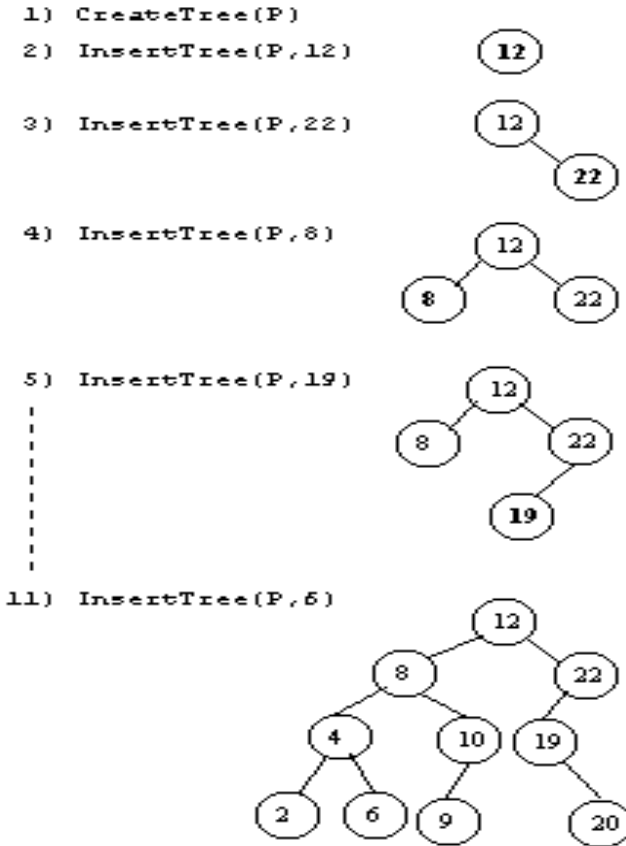 1) CreateTree(P)
2) InsertTree(P,12)
12
3) InsertTree(P,22)
12
22
4) InsertTree(P,8)
12
8 22
5) InsertTree(P,19)
12
8 22
19
11) InsertTree(P,6)
12
8 22
4 10 19
2 6 9 20